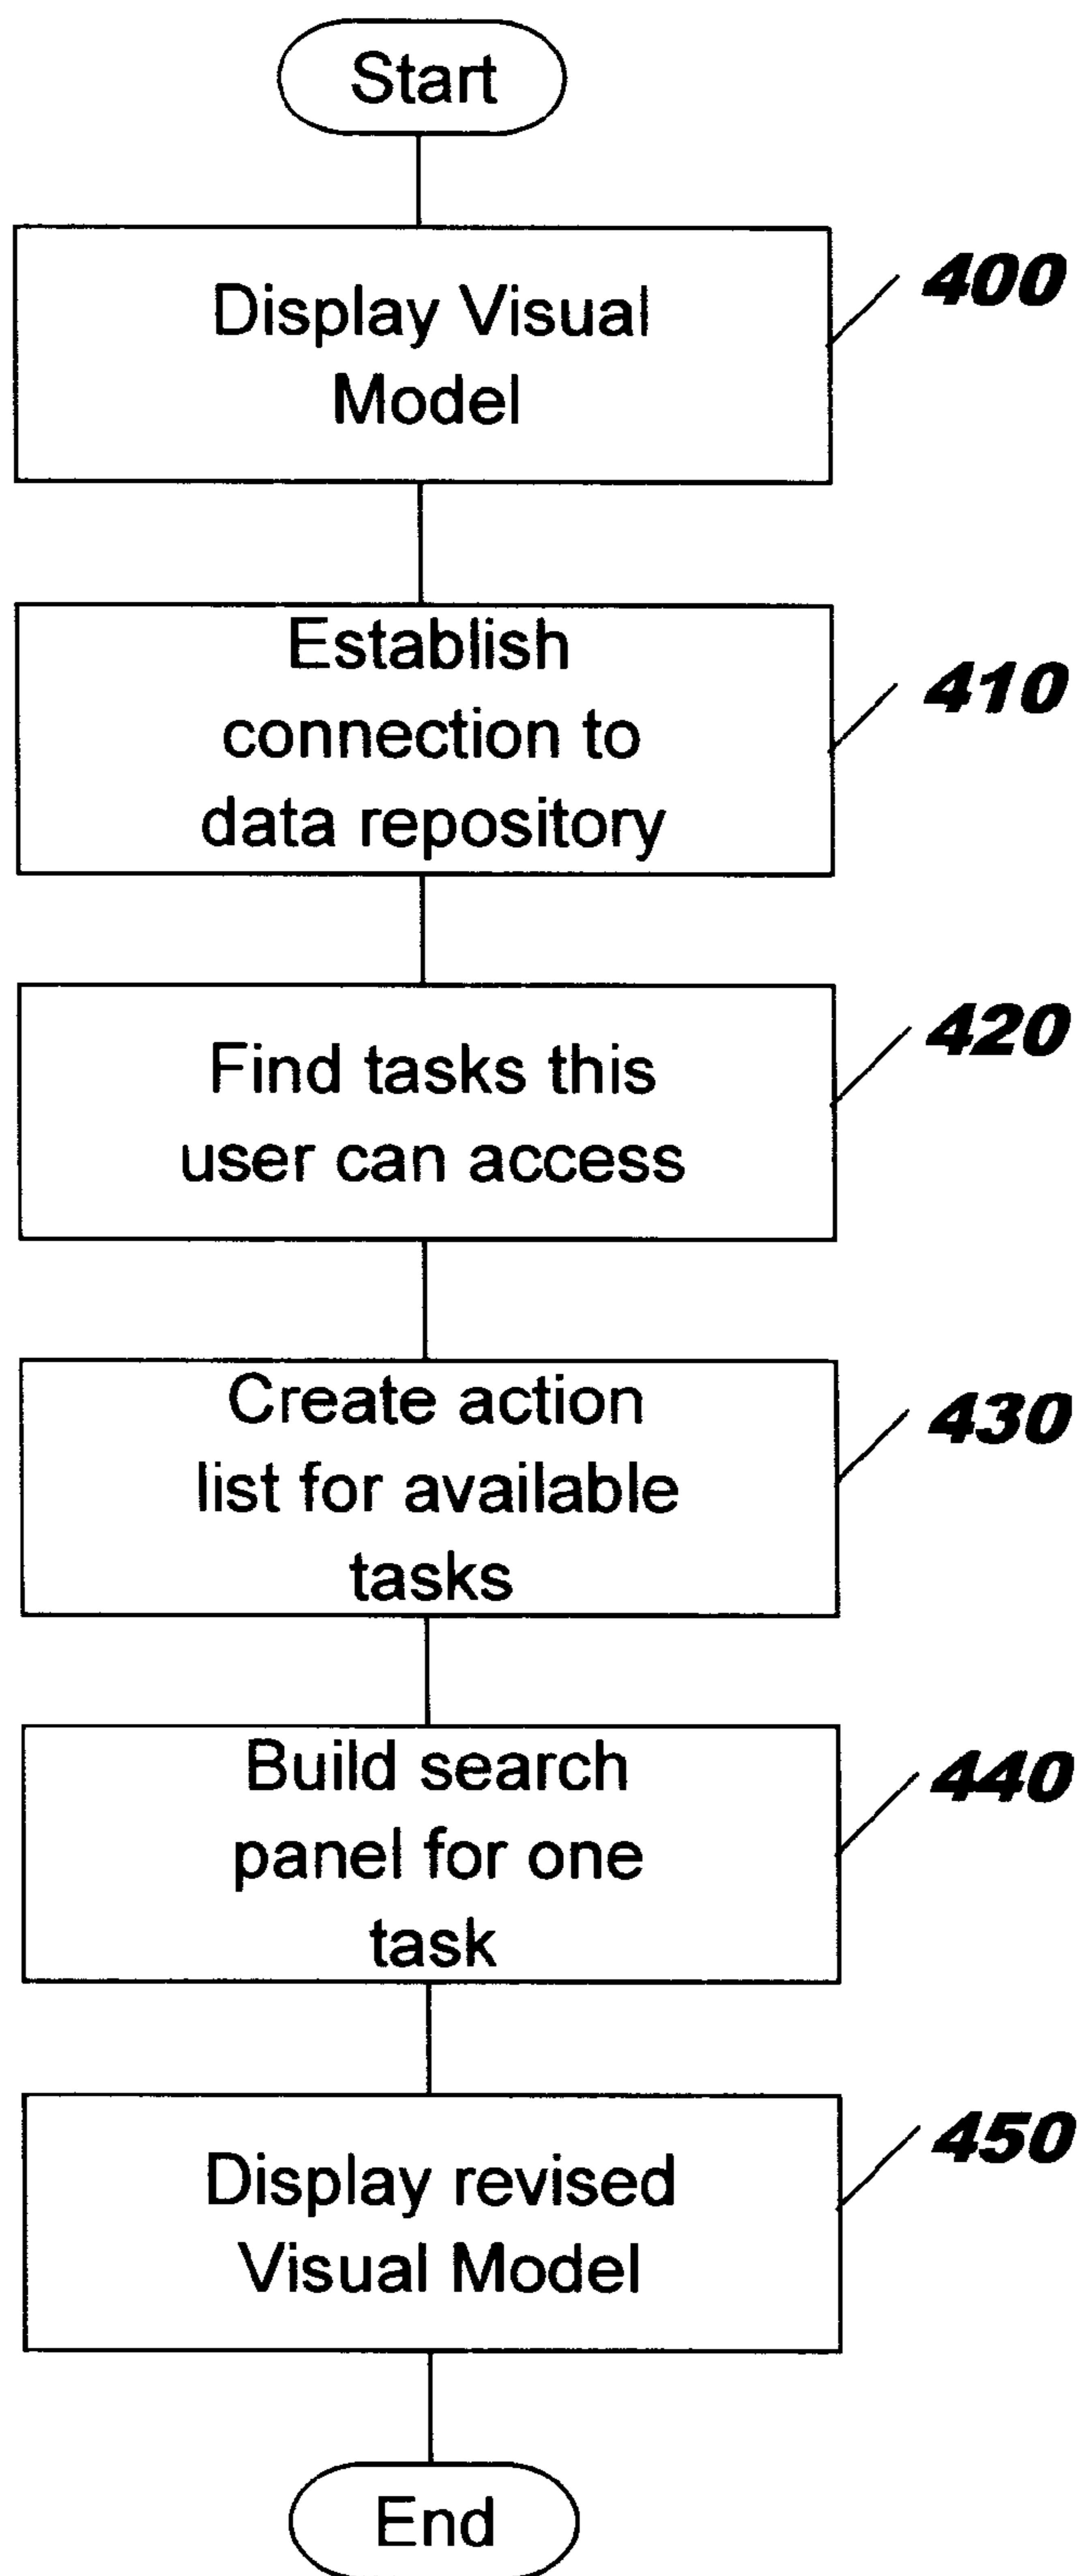 Start
Display Visual
Model
400
Establish
connection to
data repository
410
Find tasks this
user can access
420
Create action
list for available
tasks
430
Build search
panel for one
task
440
Display revised
Visual Model
450
End